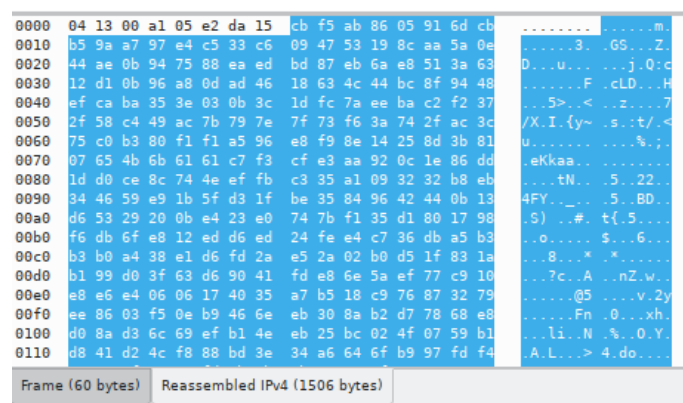 0000 04 13 00 a1 05 e2 da 15 cb f5 ab 86 05 91 6d cb ........ ......m.
0010 b5 9a a7 97 e4 c5 33 c6 09 47 53 19 8c aa 5a 0e ......3. .GS...Z.
0020 44 ae 0b 94 75 88 ea ed bd 87 eb 6a e8 51 3a 63 D...u... ...j.Q:c
0030 12 d1 0b 96 a8 0d ad 46 18 63 4c 44 bc 8f 94 48 .......F .cLD...H
0040 ef ca ba 35 3e 03 0b 3c 1d fc 7a ee ba c2 f2 37 ...5>..< ..z....7
0050 2f 58 c4 49 ac 7b 79 7e 7f 73 f6 3a 74 2f ac 3c /X.I.{y~ .s.:t/.<
0060 75 c0 b3 80 f1 f1 a5 96 e8 f9 8e 14 25 8d 3b 81 u....... ....%.;.
0070 07 65 4b 6b 61 61 c7 f3 cf e3 aa 92 0c 1e 86 dd .eKkaa.. ........
0080 1d d0 ce 8c 74 4e ef fb c3 35 a1 09 32 32 b8 eb ....tN.. .5..22..
0090 34 46 59 e9 1b 5f d3 1f be 35 84 96 42 44 0b 13 4FY.._.. .5..BD..
00a0 d6 53 29 20 0b e4 23 e0 74 7b f1 35 d1 80 17 98 .S) ..#. t{.5....
00b0 f6 db 6f e8 12 ed d6 ed 24 fe e4 c7 36 db a5 b3 ..o..... $...6...
00c0 b3 b0 a4 38 e1 d6 fd 2a e5 2a 02 b0 d5 1f 83 1a ...8...* .*......
00d0 b1 99 d0 3f 63 d6 90 41 fd e8 6e 5a ef 77 c9 10 ...?c..A ..nZ.w..
00e0 e8 e6 e4 06 06 17 40 35 a7 b5 18 c9 76 87 32 79 ......@5 ....v.2y
00f0 ee 86 03 f5 0e b9 46 6e eb 30 8a b2 d7 78 68 e8 ......Fn .0...xh.
0100 d0 8a d3 6c 69 ef b1 4e eb 25 bc 02 4f 07 59 b1 ...li..N .%..O.Y.
0110 d8 41 d2 4c f8 88 bd 3e 34 a6 64 6f b9 97 fd f4 .A.L...> 4.do....
Frame (60 bytes) Reassembled IPv4 (1506 bytes)